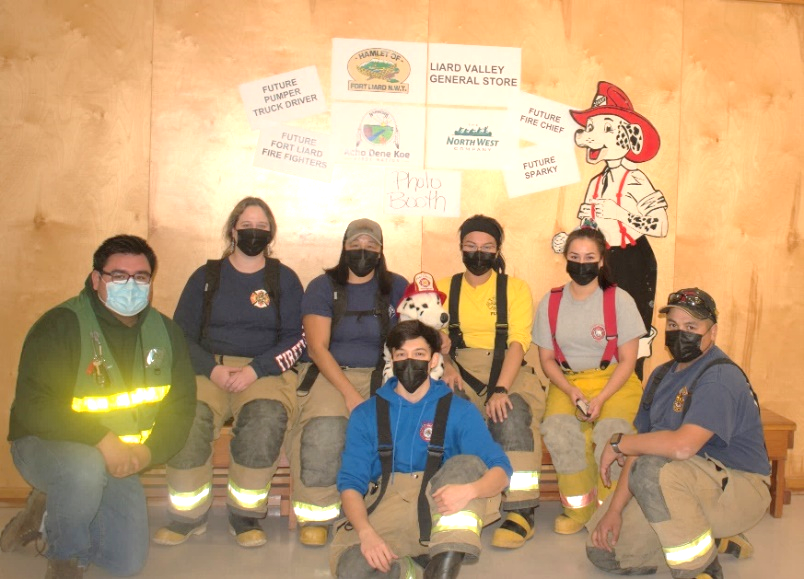 FUTURE
PUMPER
TRUCK DRIVER
FUTURE
FORT LIARD
FIRE FIGHTERS
HAMLET OF
FORT LIARD N.W.T.
LIARD VALLEY
GENERAL STORE
Acho Dene Koe
NORTH WEST
COMPANY
Photo
Booth
FUTURE
FIRE CHIEF
FUTURE
SPARKY